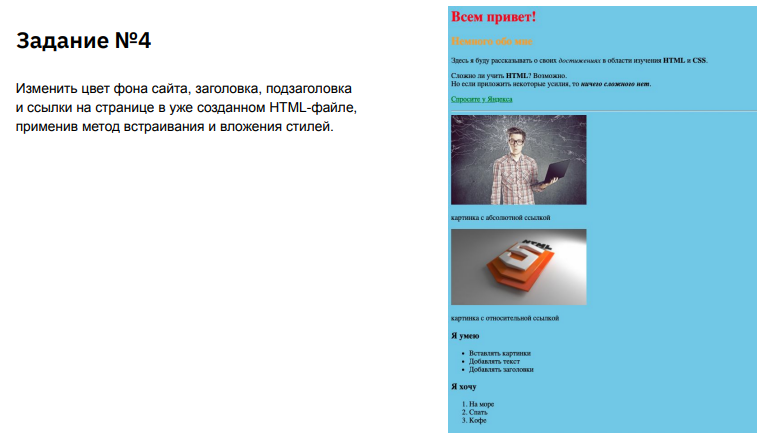 Задание №4
Изменить цвет фона сайта, заголовка, подзаголовка
и ссылки на странице в уже созданном HTML-файле,
применив метод встраивания и вложения стилей.
Всем привет!
Немного обо мне
Здесь я буду рассказывать о своих достижениях в области изучения HTML и CSS.
Сложно ли учить HTML? Возможно.
Но если приложить некоторые усилия, то ничего сложного нет.
Спросите у Яндекса
картинка с абсолютной ссылкой
HTML
5
картинка с относительной ссылкой
Я умею
• Вставлять картинки
• Добавлять текст
• Добавлять заголовки
Я хочу
1. На море
2. Спать
3. Кофе